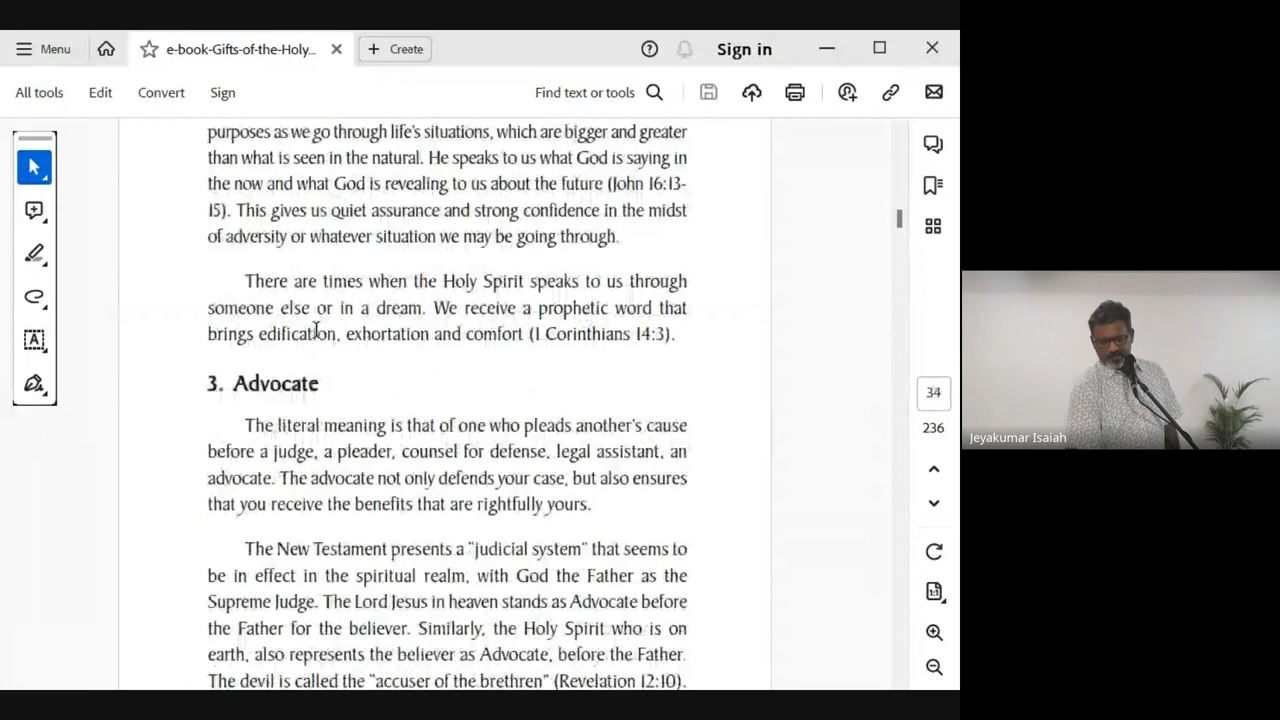 Menu
e-book-Gifts-of-the-Holy...
Create
Sign in
All tools
Edit
Convert
Sign
Find text or tools
purposes as we go through life's situations, which are bigger and greater
than what is seen in the natural. He speaks to us what God is saying in
the now and what God is revealing to us about the future (John 16:13-
15). This gives us quiet assurance and strong confidence in the midst
of adversity or whatever situation we may be going through.
There are times when the Holy Spirit speaks to us through
someone else or in a dream. We receive a prophetic word that
brings edification, exhortation and comfort (1 Corinthians 14:3).
3. Advocate
The literal meaning is that of one who pleads another's cause
before a judge, a pleader, counsel for defense, legal assistant, an
advocate. The advocate not only defends your case, but also ensures
that you receive the benefits that are rightfully yours.
The New Testament presents a "judicial system" that seems to
be in effect in the spiritual realm, with God the Father as the
Supreme Judge. The Lord Jesus in heaven stands as Advocate before
the Father for the believer. Similarly, the Holy Spirit who is on
earth, also represents the believer as Advocate, before the Father.
The devil is called the "accuser of the brethren" (Revelation 12:10).
34
236
Jeyakumar Isaiah